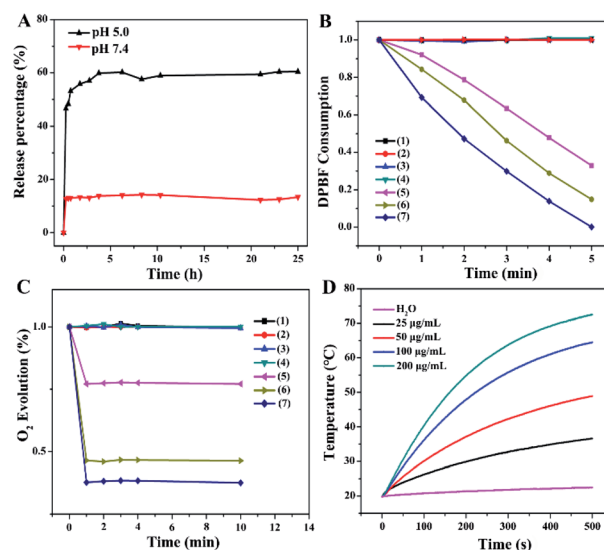 A
pH 5.0
pH 7.4
Release percentage (%)
80
60
40
20
0
0 5 10 15 20 25
Time (h)
B
DPBF Consumption
1.0
0.8
0.6
0.4
0.2
0.0
(1)
(2)
(3)
(4)
(5)
(6)
(7)
0 1 2 3 4 5
Time (min)
C
O₂ Evolution (%)
1.0
0.5
(1)
(2)
(3)
(4)
(5)
(6)
(7)
0 2 4 6 8 10 12 14
Time (min)
D
Temperature (°C)
80
70
60
50
40
30
20
H₂O
25 μg/mL
50 μg/mL
100 μg/mL
200 μg/mL
0 100 200 300 400 500
Time (s)